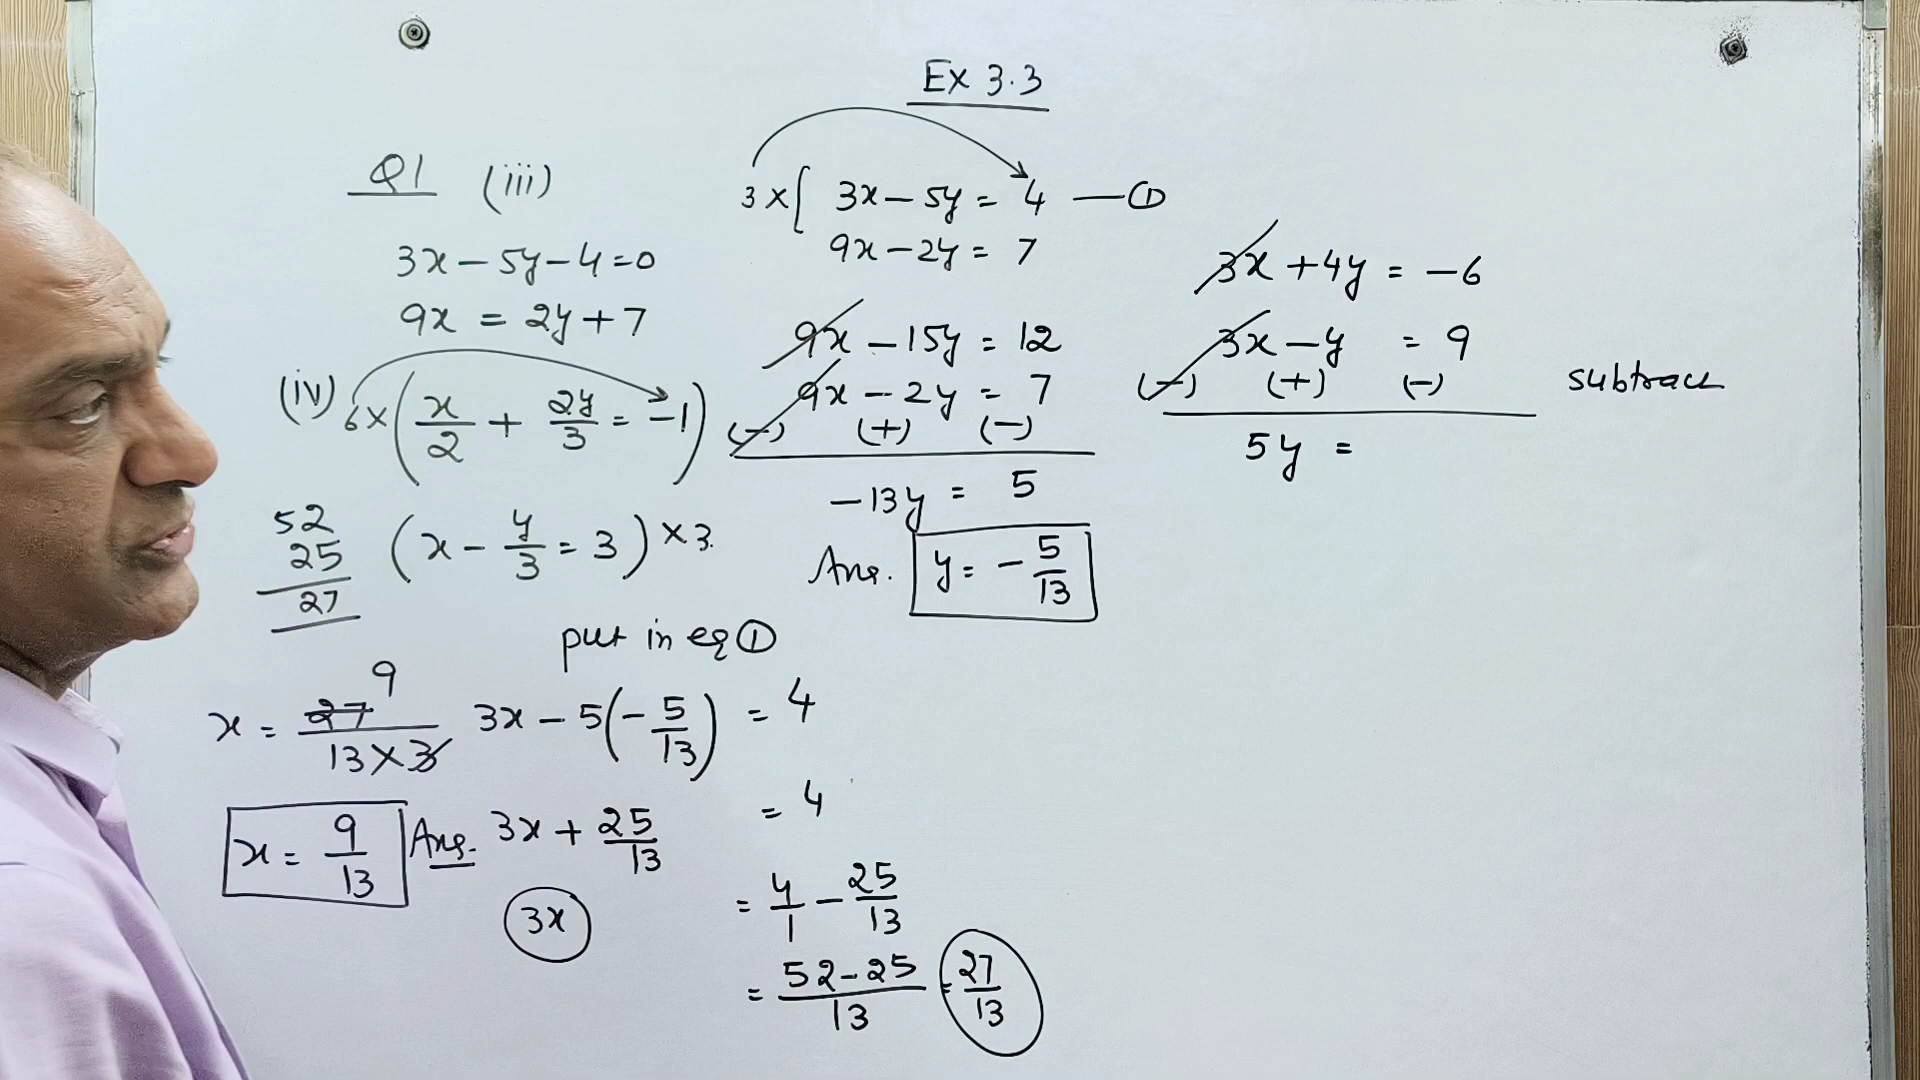 Ex 3.3
Q1 (iii)
3x - 5y - 4 = 0
9x = 2y + 7
(iv) 6 × ( x/2 + 2y/3 = -1 )
( x - y/3 = 3 ) × 3
52
25
27
3 × [ 3x - 5y = 4 — ①
9x - 2y = 7
9x - 15y = 12
9x - 2y = 7
(-) (+) (-)
-13y = 5
Ans. y = - 5/13
put in eq ①
3x - 5 ( - 5/13 ) = 4
3x + 25/13 = 4
3x = 4/1 - 25/13
= 52-25/13 = 27/13
x = 27 9/13×3
x = 9/13 Ans.
3x + 4y = -6
3x - y = 9
(-) (+) (-) subtract
5y =